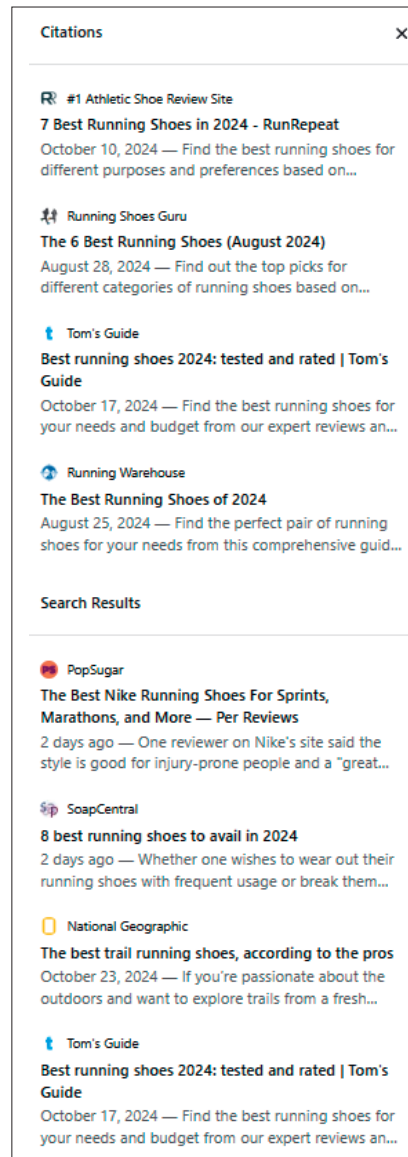 Citations
#1 Athletic Shoe Review Site
7 Best Running Shoes in 2024 - RunRepeat
October 10, 2024 — Find the best running shoes for
different purposes and preferences based on...
Running Shoes Guru
The 6 Best Running Shoes (August 2024)
August 28, 2024 — Find out the top picks for
different categories of running shoes based on...
Tom's Guide
Best running shoes 2024: tested and rated | Tom's
Guide
October 17, 2024 — Find the best running shoes for
your needs and budget from our expert reviews an...
Running Warehouse
The Best Running Shoes of 2024
August 25, 2024 — Find the perfect pair of running
shoes for your needs from this comprehensive guid...
Search Results
PS PopSugar
The Best Nike Running Shoes For Sprints,
Marathons, and More — Per Reviews
2 days ago — One reviewer on Nike's site said the
style is good for injury-prone people and a "great...
SoapCentral
8 best running shoes to avail in 2024
2 days ago — Whether one wishes to wear out their
running shoes with frequent usage or break them...
National Geographic
The best trail running shoes, according to the pros
October 23, 2024 — If you're passionate about the
outdoors and want to explore trails from a fresh...
Tom's Guide
Best running shoes 2024: tested and rated | Tom's
Guide
October 17, 2024 — Find the best running shoes for
your needs and budget from our expert reviews an...